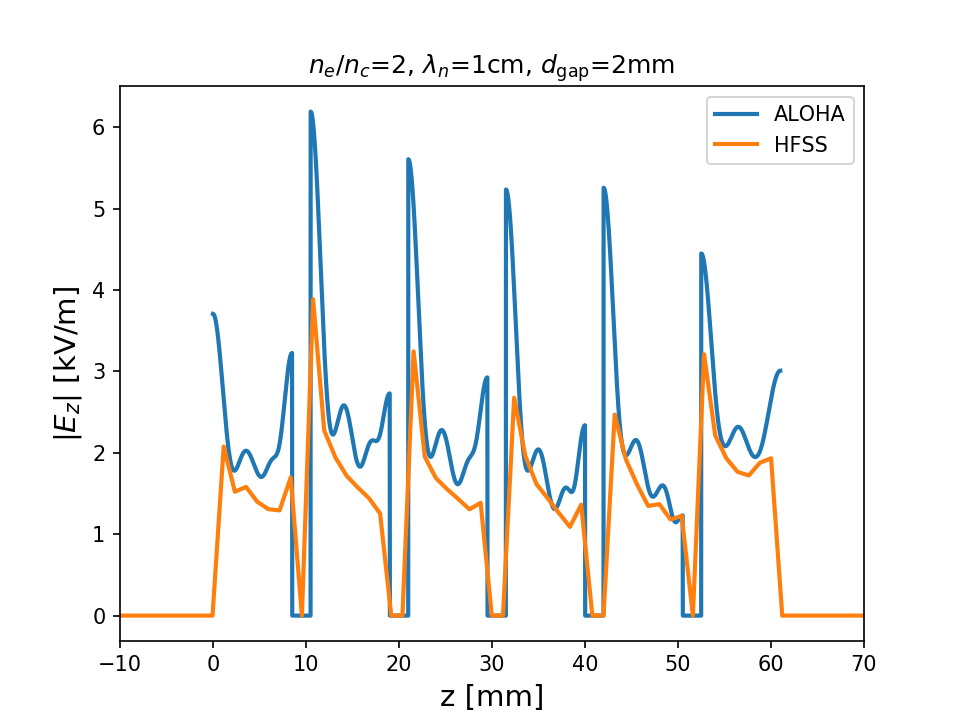 n_e/n_c=2, λ_n=1cm, d_gap=2mm
ALOHA
HFSS
|E_z| [kV/m]
6
5
4
3
2
1
0
−10 0 10 20 30 40 50 60 70
z [mm]